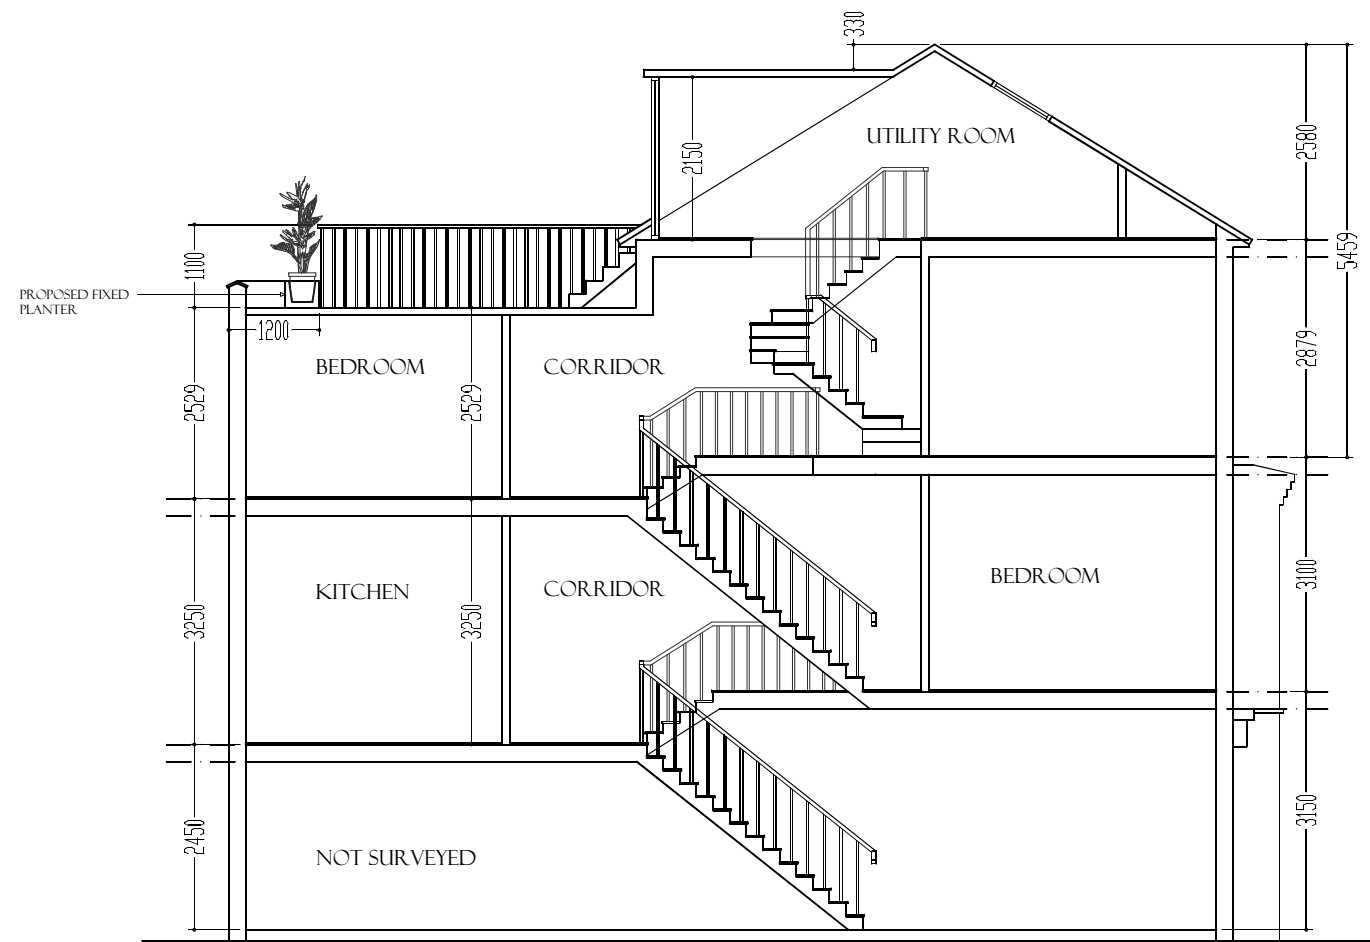 330
UTILITY ROOM
2150
2580
5459
1100
PROPOSED FIXED
PLANTER
1200
BEDROOM
CORRIDOR
2529
2529
2879
KITCHEN
CORRIDOR
BEDROOM
3250
3250
3100
NOT SURVEYED
2450
3150